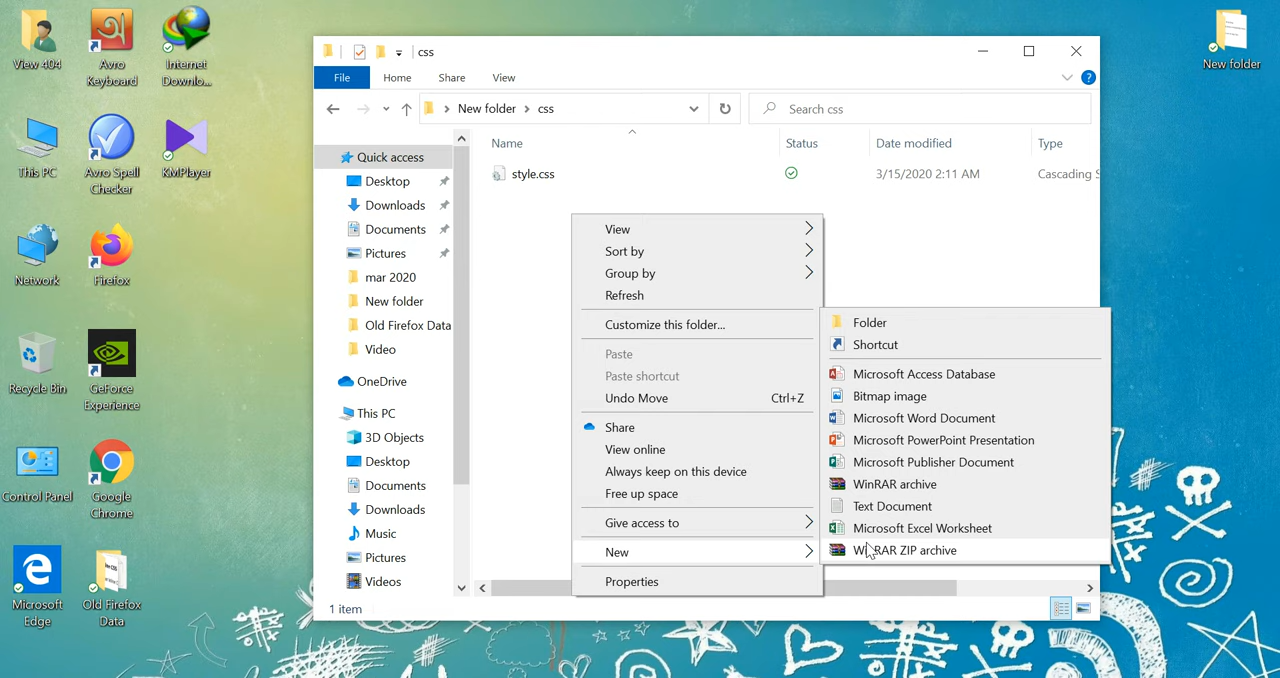 View 404
Avro
Keyboard
Internet
Downlo...
This PC
Avro Spell
Checker
KMPlayer
Network
Firefox
Recycle Bin
GeForce
Experience
Control Panel
Google
Chrome
Microsoft
Edge
Old Firefox
Data
New folder
css
File
Home
Share
View
New folder
css
Search css
Name
Status
Date modified
Type
style.css
3/15/2020 2:11 AM
Cascading S
Quick access
Desktop
Downloads
Documents
Pictures
mar 2020
New folder
Old Firefox Data
Video
OneDrive
This PC
3D Objects
Desktop
Documents
Downloads
Music
Pictures
Videos
1 item
View
Sort by
Group by
Refresh
Customize this folder...
Paste
Paste shortcut
Undo Move Ctrl+Z
Share
View online
Always keep on this device
Free up space
Give access to
New
Properties
Folder
Shortcut
Microsoft Access Database
Bitmap image
Microsoft Word Document
Microsoft PowerPoint Presentation
Microsoft Publisher Document
WinRAR archive
Text Document
Microsoft Excel Worksheet
WinRAR ZIP archive